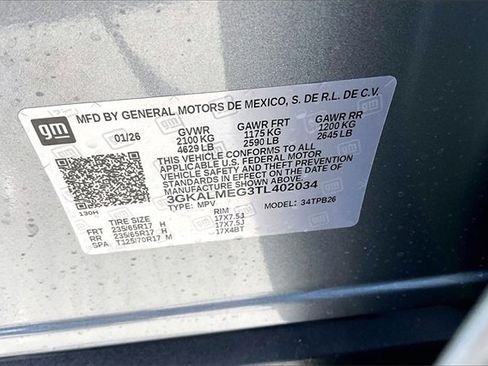 MFD BY GENERAL MOTORS DE MEXICO, S. DE R.L. DE C.V.
gm
01/26 GVWR GAWR FRT GAWR RR
2100 KG 1175 KG 1200 KG
4629 LB 2590 LB 2645 LB
THIS VEHICLE CONFORMS TO ALL
APPLICABLE U.S. FEDERAL MOTOR
VEHICLE SAFETY AND THEFT PREVENTION
STANDARDS IN EFFECT ON THE DATE OF
MANUFACTURE SHOWN ABOVE.
3GKALMEG3TL402034
TYPE: MPV MODEL: 34TPB26
130H
TIRE SIZE RIM
FRT 235/65R17 H 17X7.5J
RR 235/65R17 H 17X7.5J
SPA T125/70R17 M 17X4BT